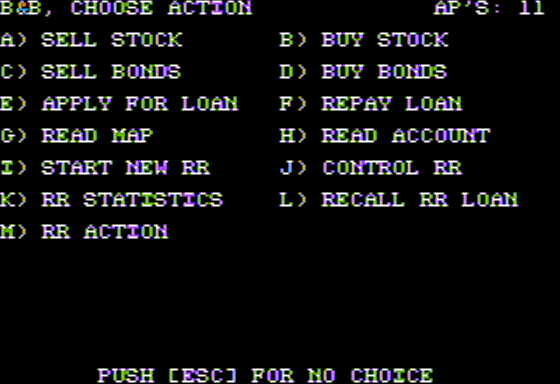 B&B, CHOOSE ACTION AP'S: 11
A) SELL STOCK B) BUY STOCK
C) SELL BONDS D) BUY BONDS
E) APPLY FOR LOAN F) REPAY LOAN
G) READ MAP H) READ ACCOUNT
I) START NEW RR J) CONTROL RR
K) RR STATISTICS L) RECALL RR LOAN
M) RR ACTION
PUSH [ESC] FOR NO CHOICE